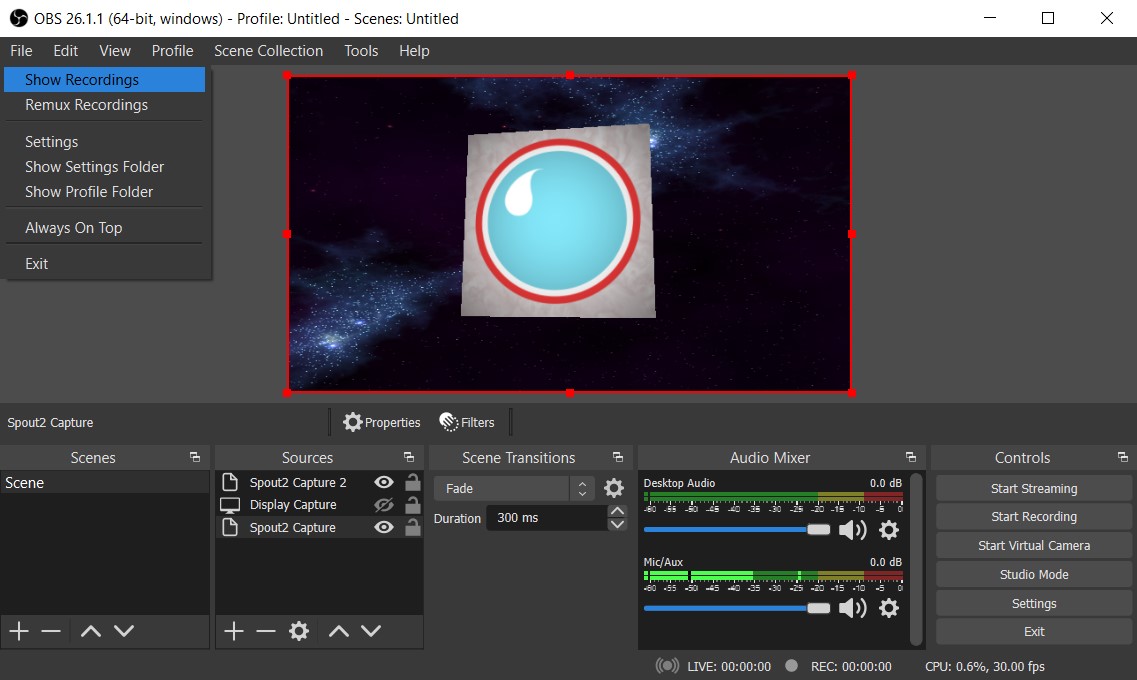 OBS 26.1.1 (64-bit, windows) - Profile: Untitled - Scenes: Untitled
File Edit View Profile Scene Collection Tools Help
Show Recordings
Remux Recordings
Settings
Show Settings Folder
Show Profile Folder
Always On Top
Exit
Spout2 Capture
Properties
Filters
Scenes
Scene
Sources
Spout2 Capture 2
Display Capture
Spout2 Capture
Scene Transitions
Fade
Duration 300 ms
Audio Mixer
Desktop Audio 0.0 dB
-60 -55 -50 -45 -40 -35 -30 -25 -20 -15 -10 -5 0
Mic/Aux 0.0 dB
-60 -55 -50 -45 -40 -35 -30 -25 -20 -15 -10 -5 0
Controls
Start Streaming
Start Recording
Start Virtual Camera
Studio Mode
Settings
Exit
LIVE: 00:00:00 REC: 00:00:00 CPU: 0.6%, 30.00 fps